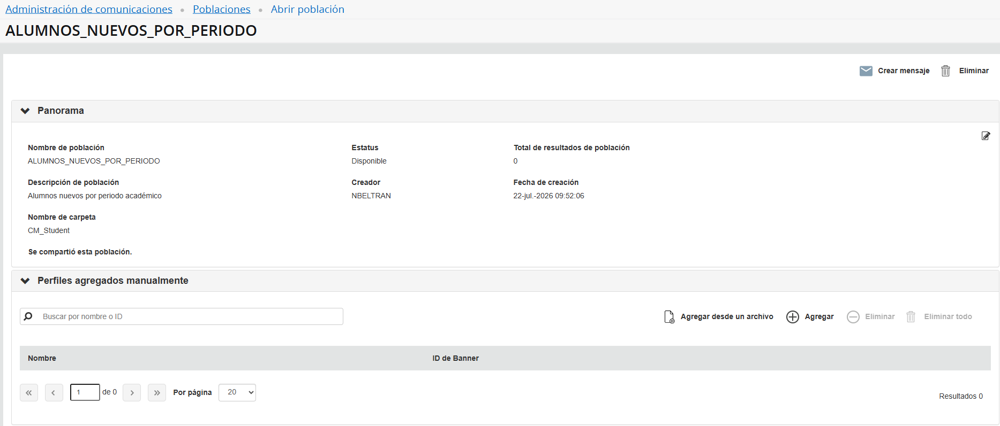 Administración de comunicaciones • Poblaciones • Abrir población
ALUMNOS_NUEVOS_POR_PERIODO
Crear mensaje Eliminar
Panorama
Nombre de población Estatus Total de resultados de población
ALUMNOS_NUEVOS_POR_PERIODO Disponible 0
Descripción de población Creador Fecha de creación
Alumnos nuevos por periodo académico NBELTRAN 22-jul.-2026 09:52:06
Nombre de carpeta
CM_Student
Se compartió esta población.
Perfiles agregados manualmente
Buscar por nombre o ID Agregar desde un archivo Agregar Eliminar Eliminar todo
Nombre ID de Banner
1 de 0 Por página 20
Resultados 0